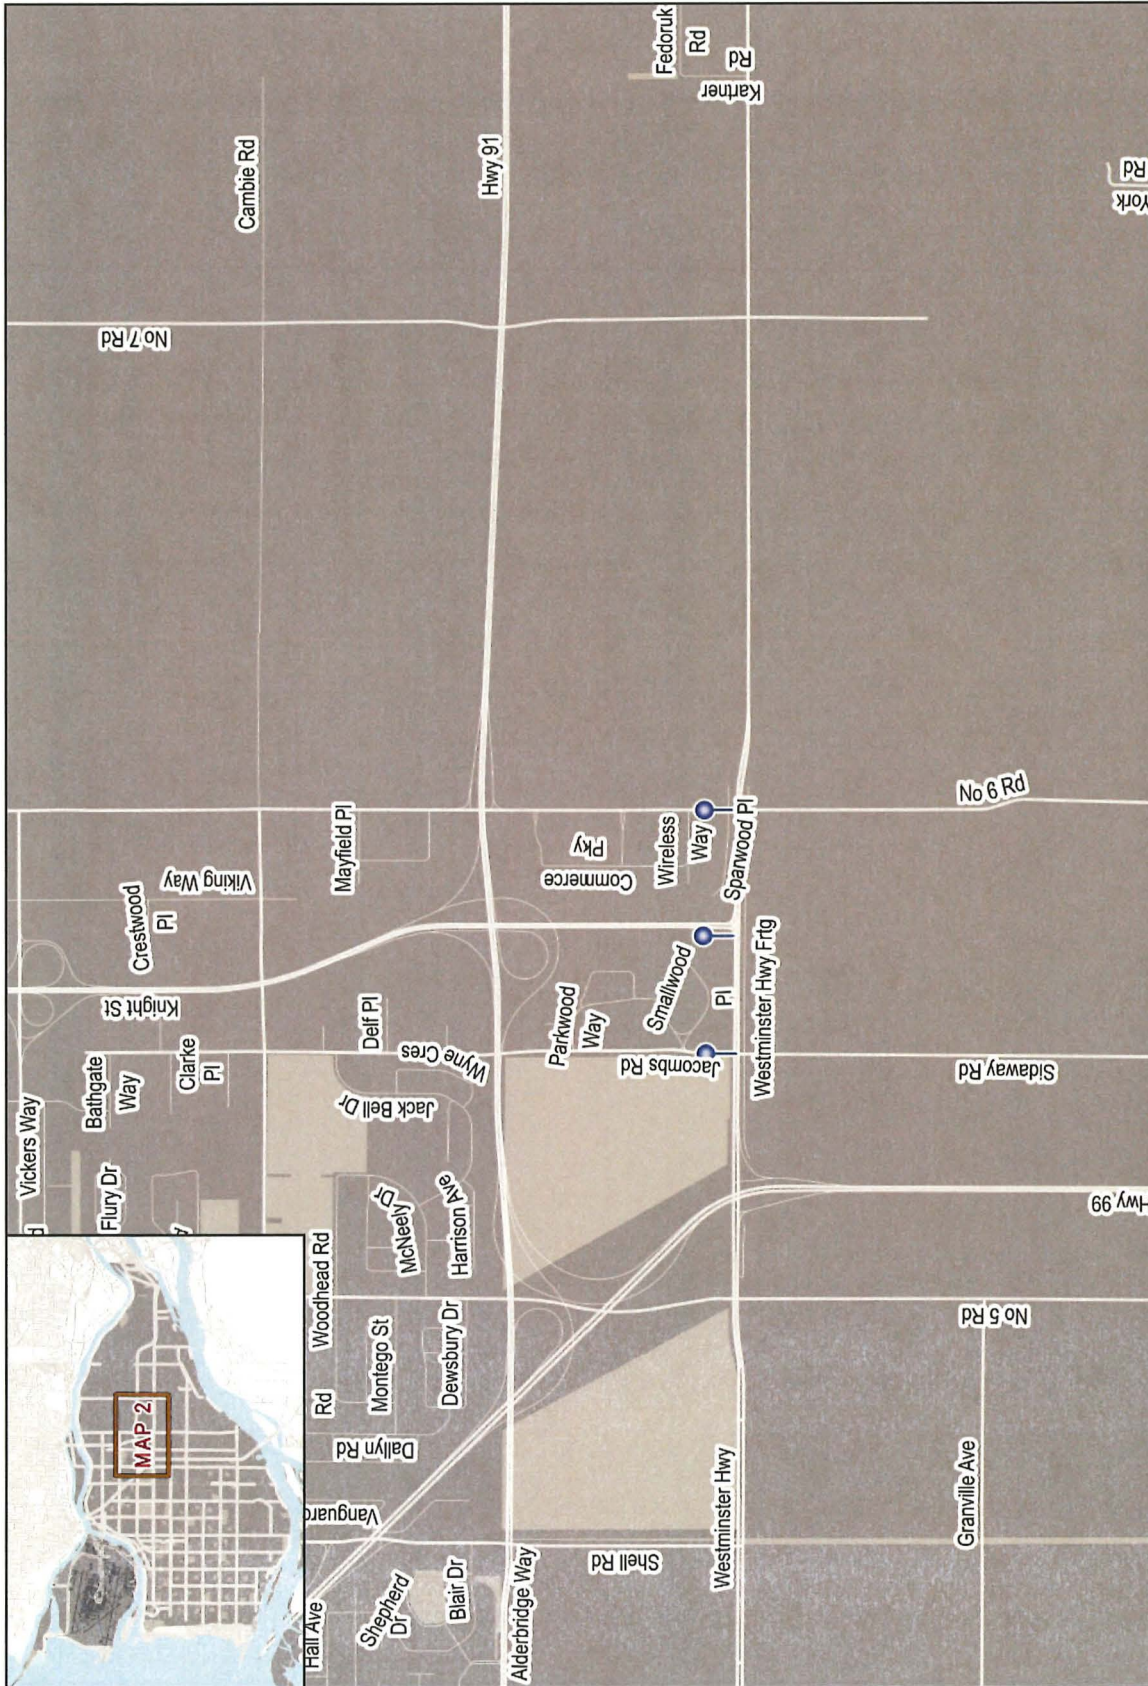 Fedoruk
Rd
Rd
Kartner
Cambie Rd
Hwy 91
Rd
York
No 7 Rd
No 6 Rd
Mayfield Pl
Wireless
Way
Sparwood Pl
Commerce
Pky
Viking Way
Crestwood
Pl
Knight St
Smallwood
Pl
Westminster Hwy Frtg
Parkwood
Way
Delf Pl
Wyne Cres
Jacombs Rd
Sidaway Rd
Clarke
Pl
Bathgate
Way
Vickers Way
Jack Bell Dr
Flury Dr
McNeely
Dr
Harrison Ave
Hwy 99
Woodhead Rd
No 5 Rd
Montego St
Dewsbury Dr
Rd
Dallyn Rd
MAP 2
Vanguard
Westminster Hwy
Granville Ave
Shell Rd
Hall Ave
Shepherd
Dr
Blair Dr
Alderbridge Way